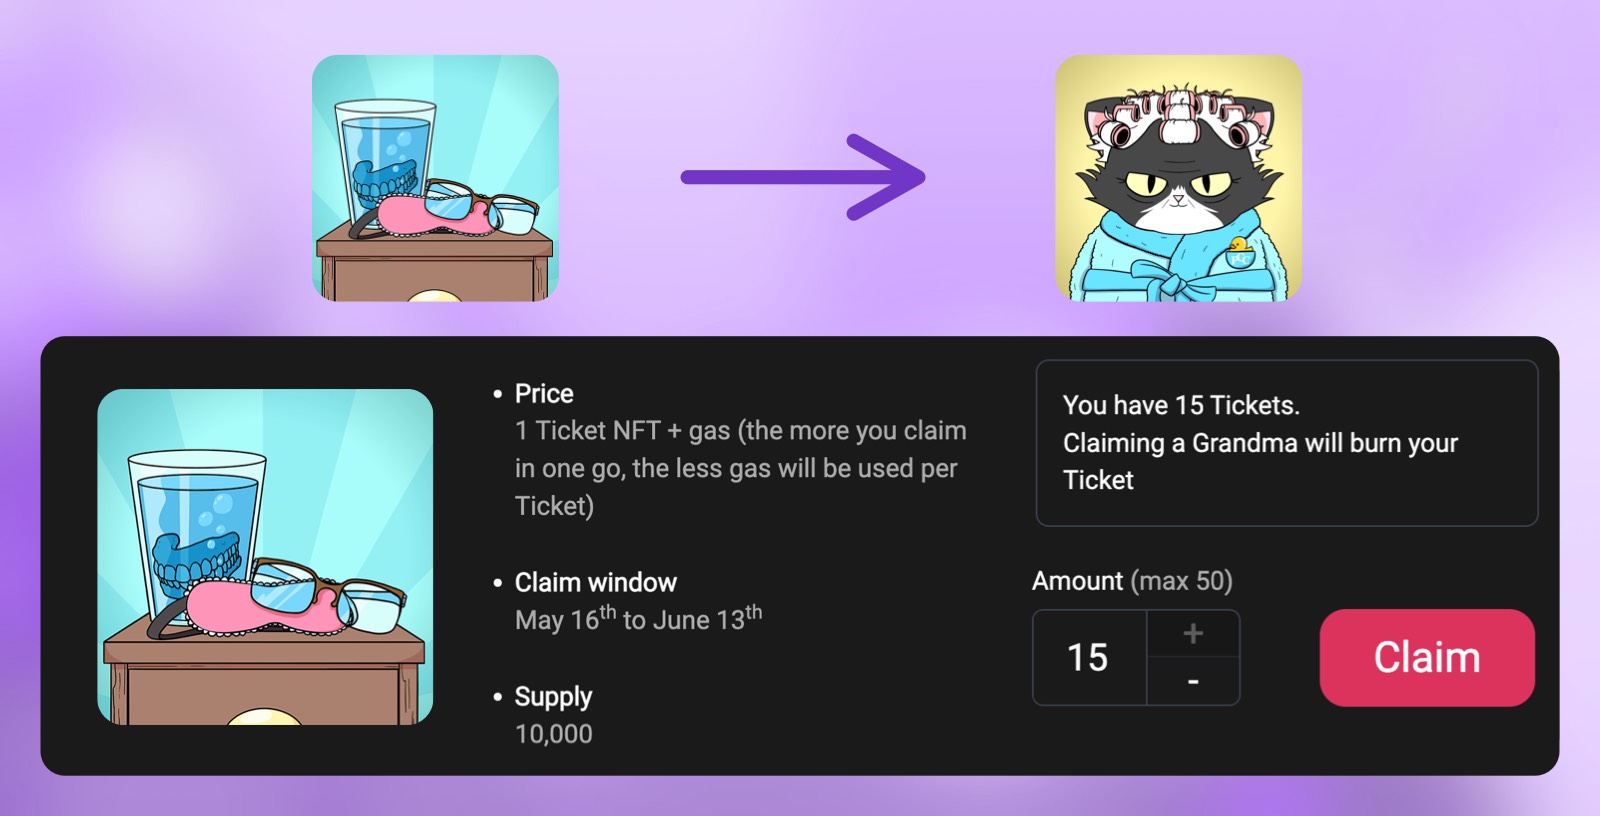 PGC
Price
1 Ticket NFT + gas (the more you claim
in one go, the less gas will be used per
Ticket)
Claim window
May 16th to June 13th
Supply
10,000
You have 15 Tickets.
Claiming a Grandma will burn your
Ticket
Amount (max 50)
15
+
-
Claim